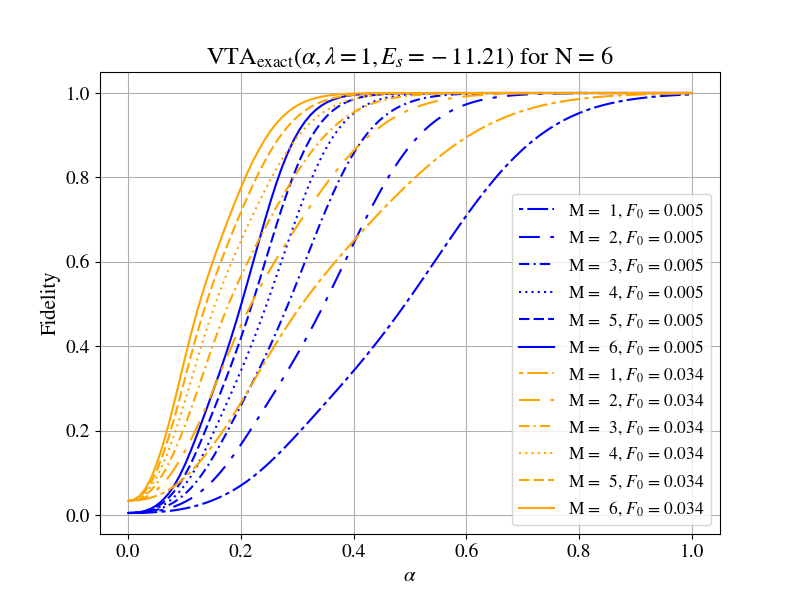 VTA_exact(α, λ = 1, E_s = −11.21) for N = 6
Fidelity
1.0
0.8
0.6
0.4
0.2
0.0
0.0 0.2 0.4 0.6 0.8 1.0
α
M = 1, F_0 = 0.005
M = 2, F_0 = 0.005
M = 3, F_0 = 0.005
M = 4, F_0 = 0.005
M = 5, F_0 = 0.005
M = 6, F_0 = 0.005
M = 1, F_0 = 0.034
M = 2, F_0 = 0.034
M = 3, F_0 = 0.034
M = 4, F_0 = 0.034
M = 5, F_0 = 0.034
M = 6, F_0 = 0.034